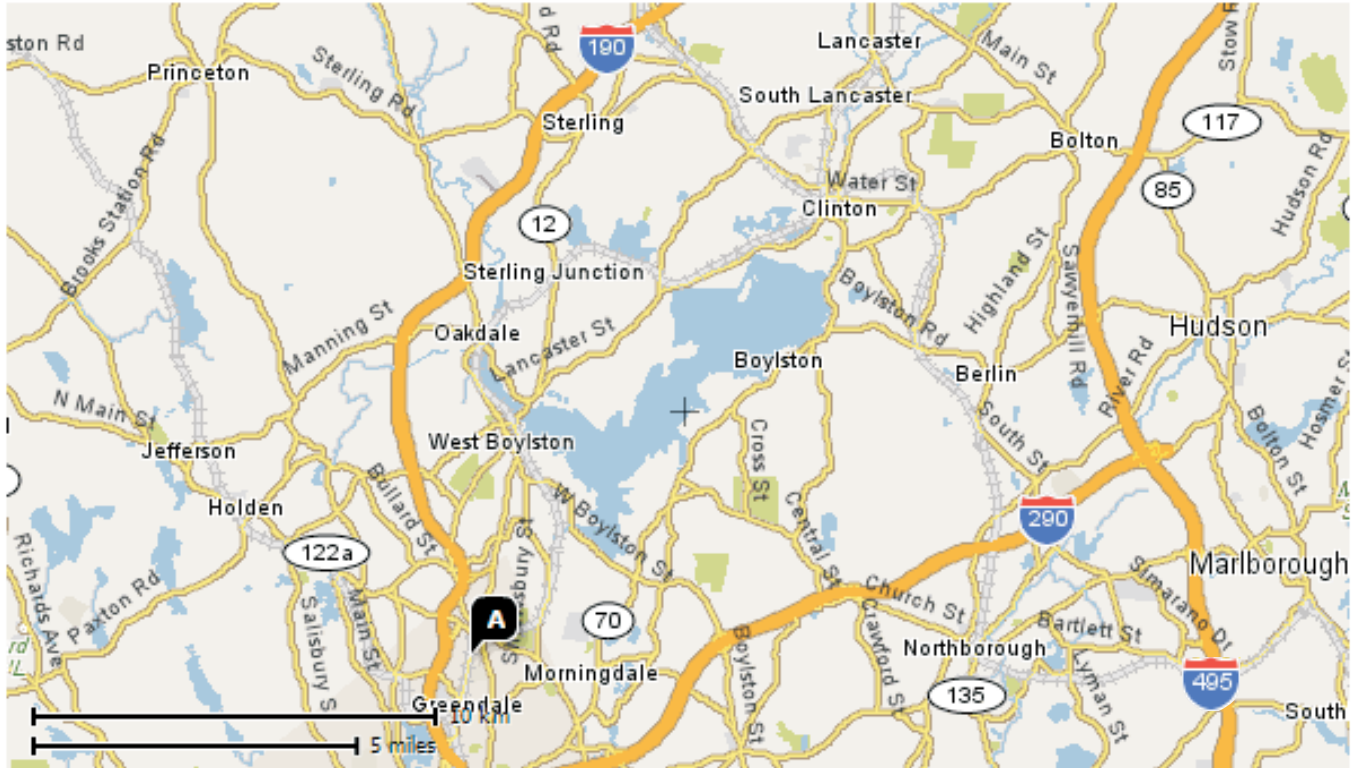 ston Rd
Princeton
Sterling Rd
d Rd
190
Lancaster
Main St
South Lancaster
Sterling
117
Bolton
Hudson Rd
Brooks Station Rd
Water St
85
12
Clinton
Highland St
Sawyermill Rd
Sterling Junction
Boylston Rd
Manning St
Oakdale
Lancaster St
Hudson
Boylston
Berlin
River Rd
Hosmer S
N Main St
Jefferson
West Boylston
Cross St
South St
Bolton St
Holden
Bullard St
W Boylston St
Central St
290
122a
Marlborough
Richards Ave
Paxton Rd
Salisbury S
Main St
A
70
Church St
Crawford St
Bartlett St
Simarano Dr
Northborough
Morningdale
Boylston St
Lyman St
135
495
Greendale
10 km
South
5 miles